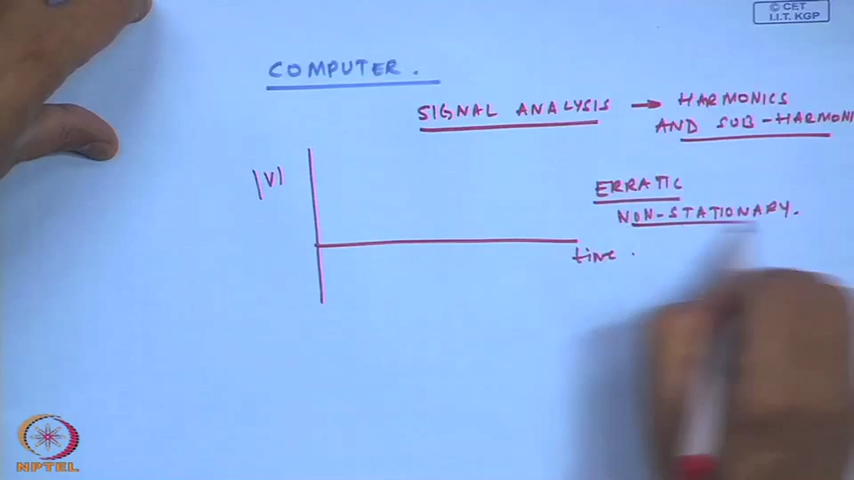 © CET
I.I.T. KGP
COMPUTER.
SIGNAL ANALYSIS → HARMONICS
AND SUB-HARMONI
|V|
ERRATIC
NON-STATIONARY.
time.
NPTEL